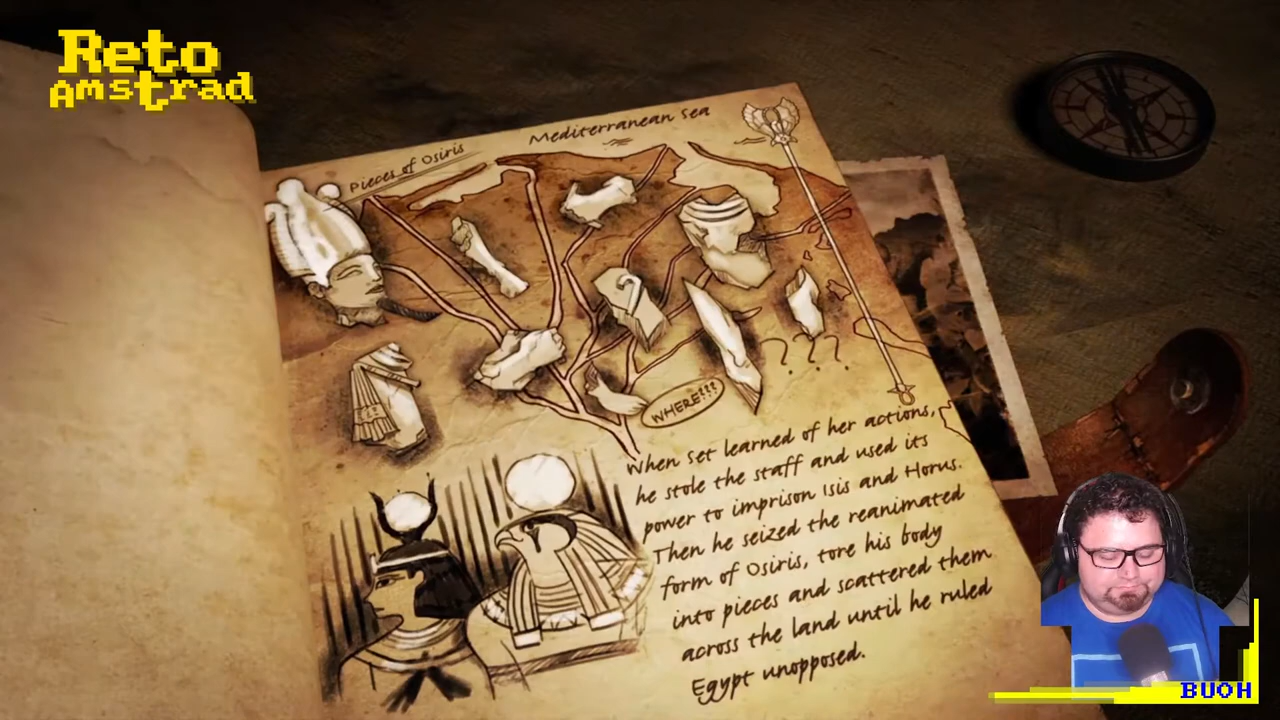 Reto
Amstrad
Pieces of Osiris
Mediterranean Sea
WHERE???
???
When Set learned of her actions,
he stole the staff and used its
power to imprison Isis and Horus.
Then he seized the reanimated
form of Osiris, tore his body
into pieces and scattered them
across the land until he ruled
Egypt unopposed.
BUOH